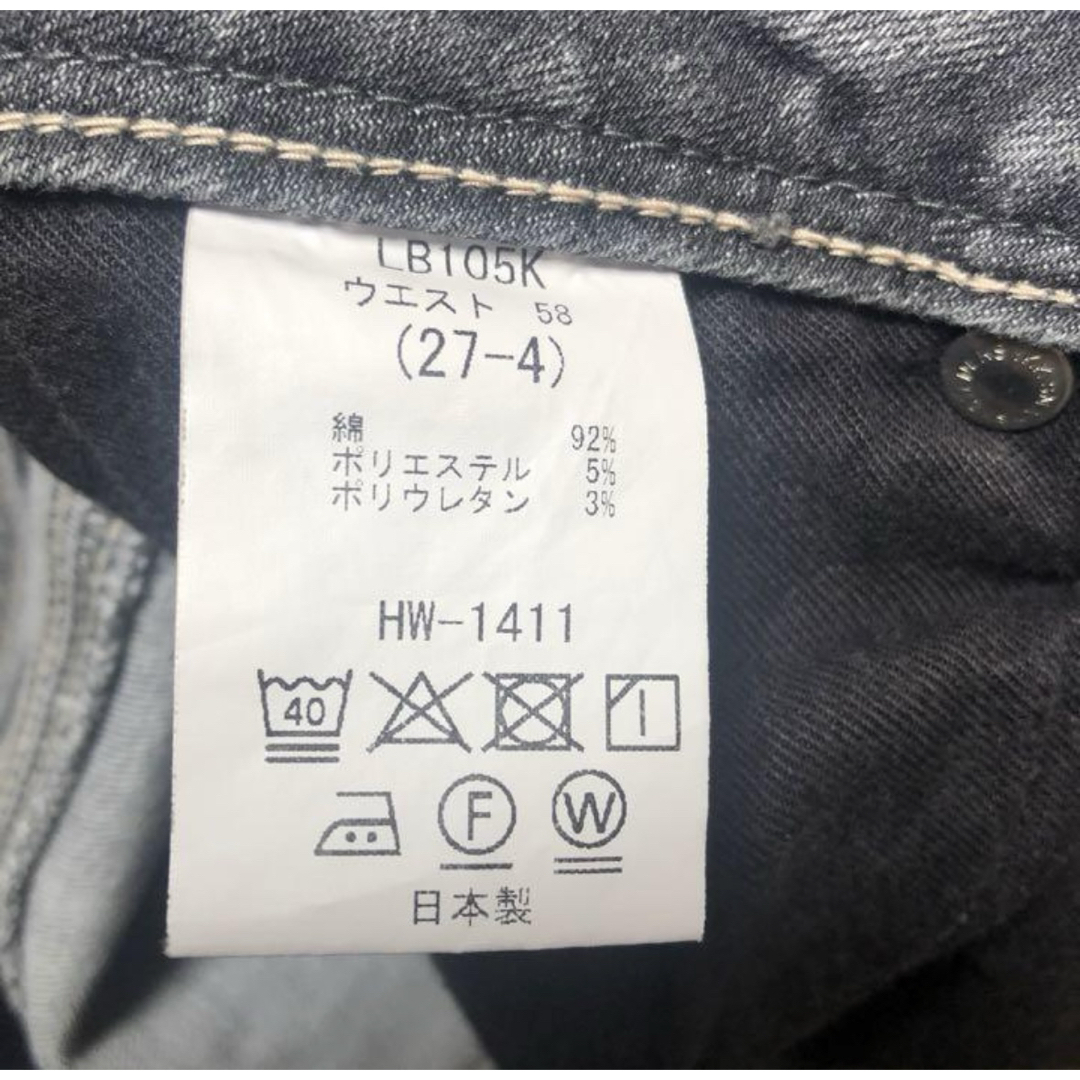 LB105K
ウエスト 58
(27-4)
綿 92%
ポリエステル 5%
ポリウレタン 3%
HW-1411
40
F W
日本製